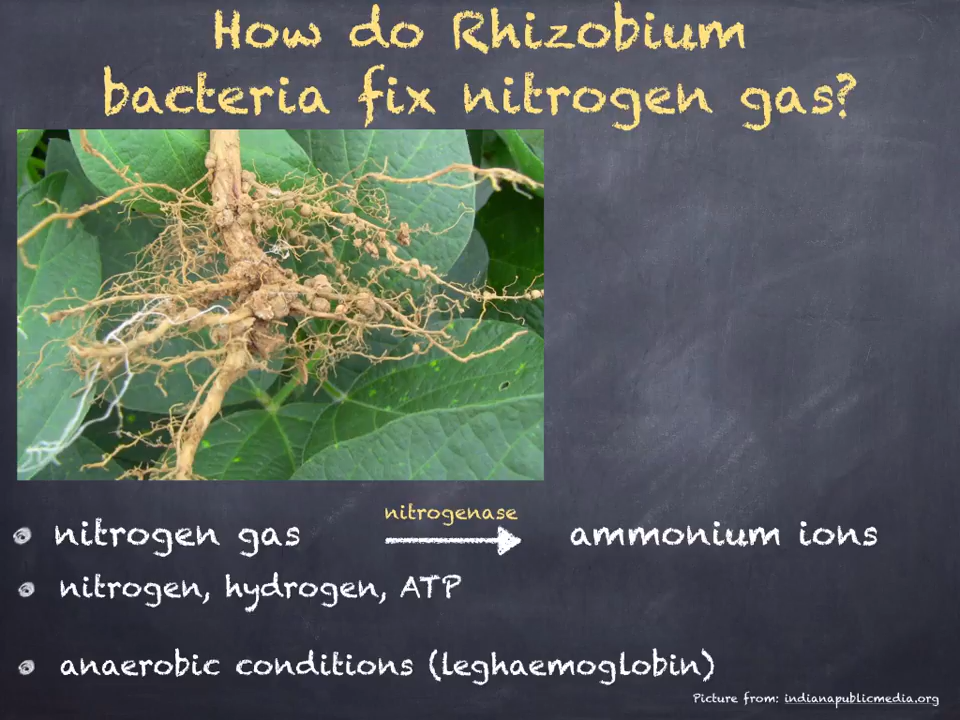 How do Rhizobium
bacteria fix nitrogen gas?
nitrogenase
nitrogen gas ammonium ions
nitrogen, hydrogen, ATP
anaerobic conditions (leghaemoglobin)
Picture from: indianapublicmedia.org